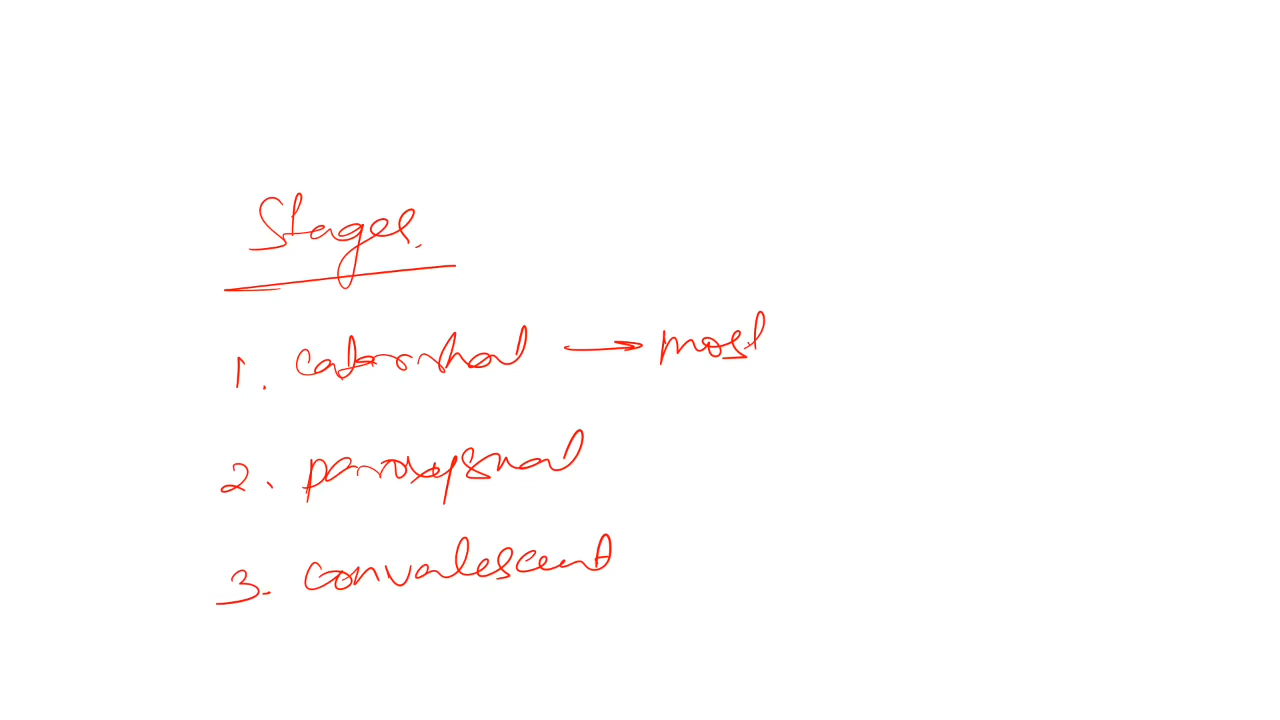 Stages.
1. catarrhal → most
2. paroxysmal
3. convalescent